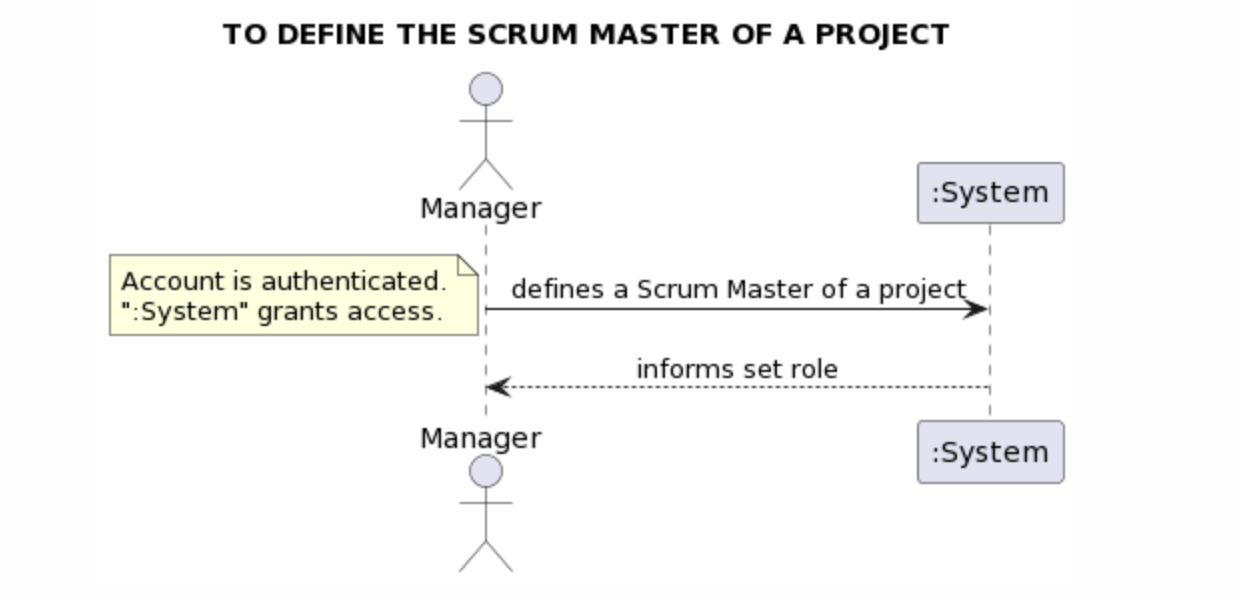 TO DEFINE THE SCRUM MASTER OF A PROJECT
Manager
:System
Account is authenticated.
":System" grants access.
defines a Scrum Master of a project
informs set role
Manager
:System